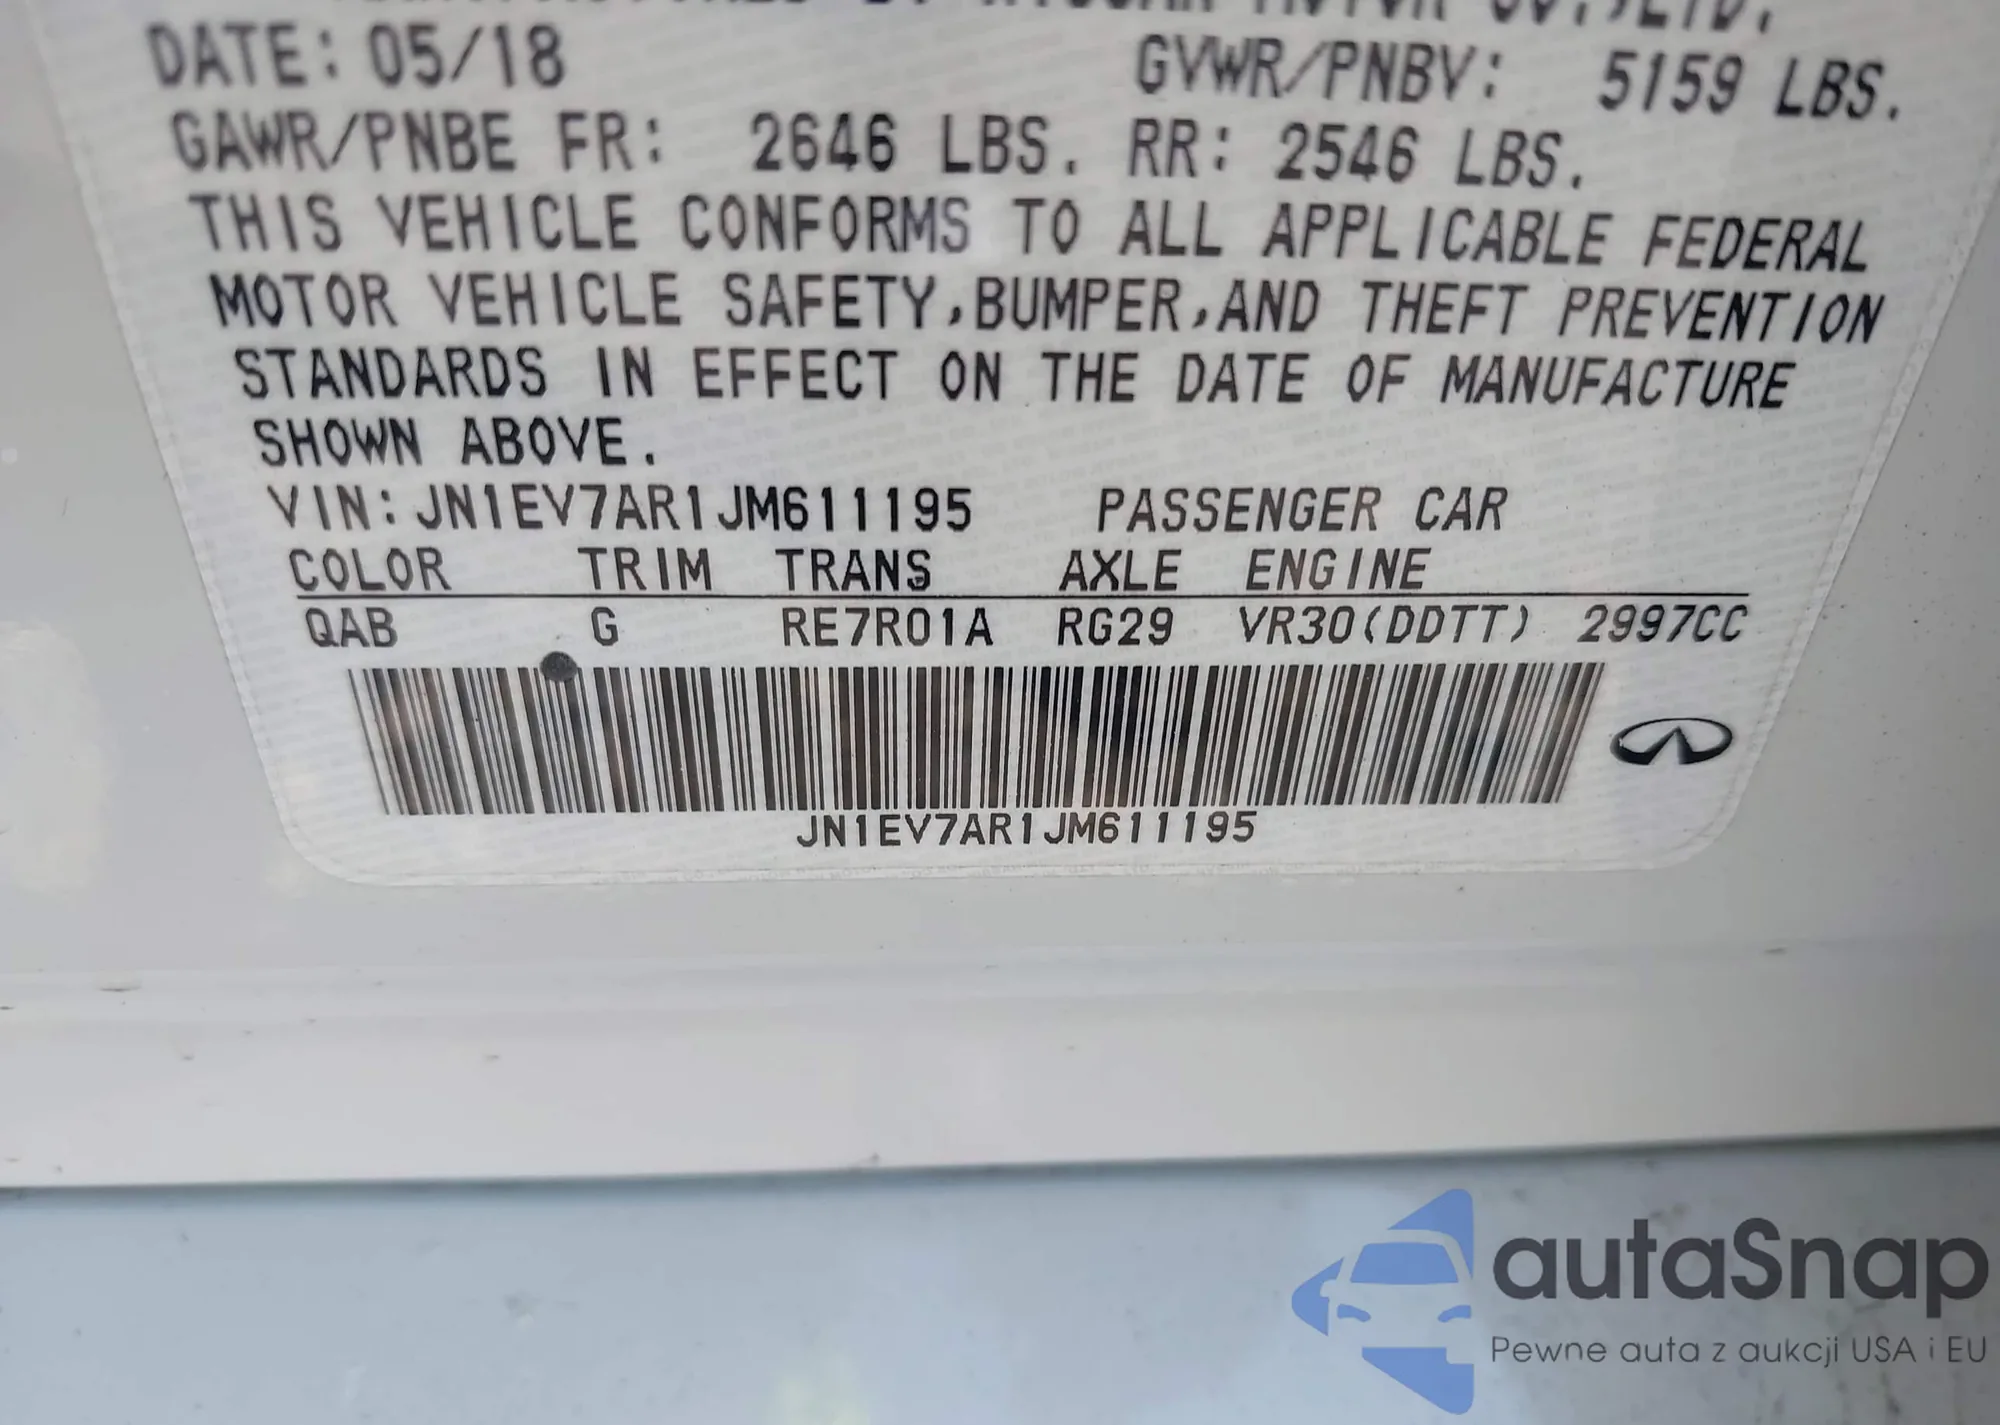 MOTOR CO.,LTD.
DATE: 05/18 GVWR/PNBV: 5159 LBS.
GAWR/PNBE FR: 2646 LBS. RR: 2546 LBS.
THIS VEHICLE CONFORMS TO ALL APPLICABLE FEDERAL
MOTOR VEHICLE SAFETY,BUMPER,AND THEFT PREVENTION
STANDARDS IN EFFECT ON THE DATE OF MANUFACTURE
SHOWN ABOVE.
VIN:JN1EV7AR1JM611195 PASSENGER CAR
COLOR TRIM TRANS AXLE ENGINE
QAB G RE7R01A RG29 VR30(DDTT) 2997CC
JN1EV7AR1JM611195
autaSnap
Pewne auta z aukcji USA i EU